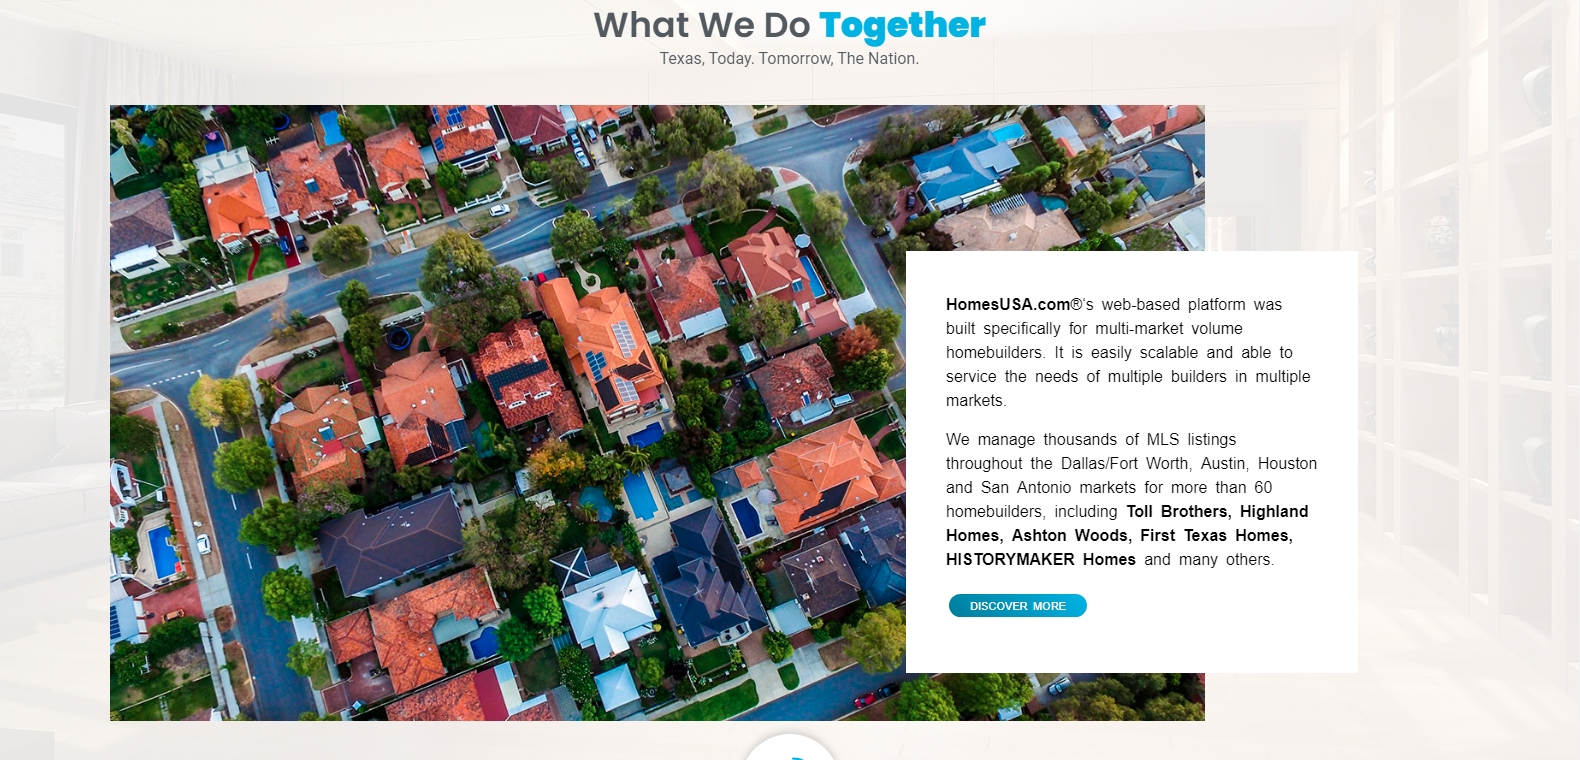 What We Do Together
Texas, Today. Tomorrow, The Nation.
HomesUSA.com®‘s web-based platform was
built specifically for multi-market volume
homebuilders. It is easily scalable and able to
service the needs of multiple builders in multiple
markets.
We manage thousands of MLS listings
throughout the Dallas/Fort Worth, Austin, Houston
and San Antonio markets for more than 60
homebuilders, including Toll Brothers, Highland
Homes, Ashton Woods, First Texas Homes,
HISTORYMAKER Homes and many others.
DISCOVER MORE